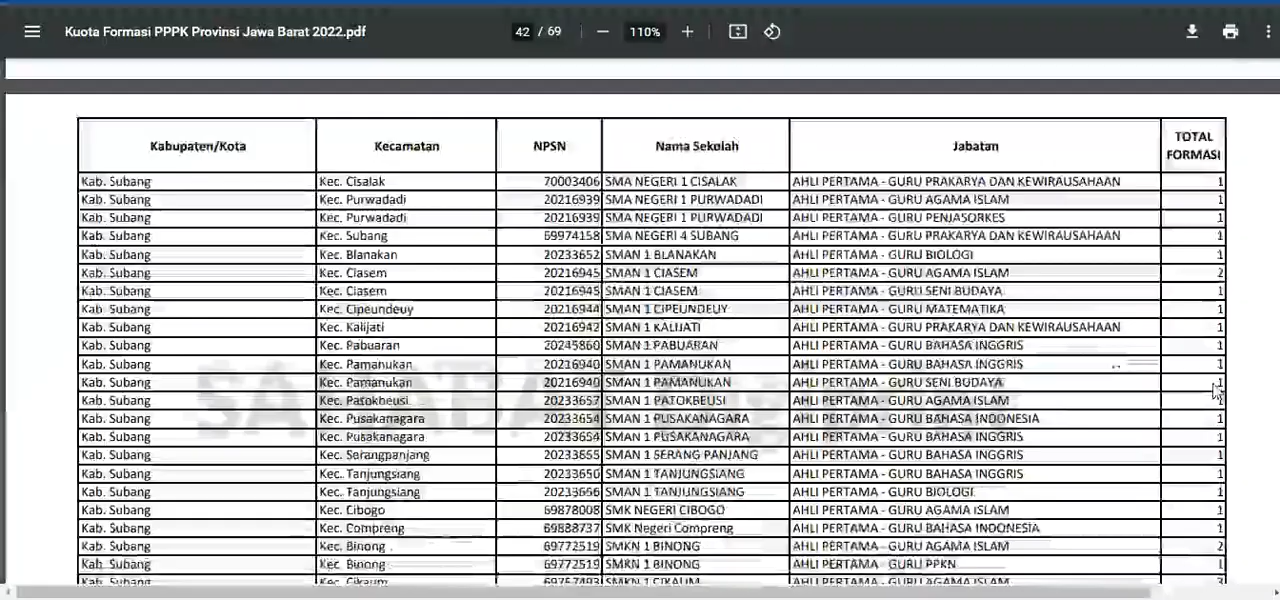 Kuota Formasi PPPK Provinsi Jawa Barat 2022.pdf 42 / 69 110%
Kabupaten/Kota Kecamatan NPSN Nama Sekolah Jabatan TOTAL FORMASI
Kab. Subang Kec. Cisalak 70003406 SMA NEGERI 1 CISALAK AHLI PERTAMA - GURU PRAKARYA DAN KEWIRAUSAHAAN 1
Kab. Subang Kec. Purwadadi 20216939 SMA NEGERI 1 PURWADADI AHLI PERTAMA - GURU AGAMA ISLAM 1
Kab. Subang Kec. Purwadadi 20216939 SMA NEGERI 1 PURWADADI AHLI PERTAMA - GURU PENJASORKES 1
Kab. Subang Kec. Subang 69974158 SMA NEGERI 4 SUBANG AHLI PERTAMA - GURU PRAKARYA DAN KEWIRAUSAHAAN 1
Kab. Subang Kec. Blanakan 20233652 SMAN 1 BLANAKAN AHLI PERTAMA - GURU BIOLOGI 1
Kab. Subang Kec. Ciasem 20216945 SMAN 1 CIASEM AHLI PERTAMA - GURU AGAMA ISLAM 2
Kab. Subang Kec. Ciasem 20216945 SMAN 1 CIASEM AHLI PERTAMA - GURU SENI BUDAYA 1
Kab. Subang Kec. Cipeundeuy 20216944 SMAN 1 CIPEUNDEUY AHLI PERTAMA - GURU MATEMATIKA 1
Kab. Subang Kec. Kalijati 20216942 SMAN 1 KALIJATI AHLI PERTAMA - GURU PRAKARYA DAN KEWIRAUSAHAAN 1
Kab. Subang Kec. Pabuaran 20245860 SMAN 1 PABUARAN AHLI PERTAMA - GURU BAHASA INGGRIS 1
Kab. Subang Kec. Pamanukan 20216940 SMAN 1 PAMANUKAN AHLI PERTAMA - GURU BAHASA INGGRIS 1
Kab. Subang Kec. Pamanukan 20216940 SMAN 1 PAMANUKAN AHLI PERTAMA - GURU SENI BUDAYA 1
Kab. Subang Kec. Patokbeusi 20233657 SMAN 1 PATOKBEUSI AHLI PERTAMA - GURU AGAMA ISLAM 1
Kab. Subang Kec. Pusakanagara 20233654 SMAN 1 PUSAKANAGARA AHLI PERTAMA - GURU BAHASA INDONESIA 1
Kab. Subang Kec. Pusakanagara 20233654 SMAN 1 PUSAKANAGARA AHLI PERTAMA - GURU BAHASA INGGRIS 1
Kab. Subang Kec. Serangpanjang 20233655 SMAN 1 SERANG PANJANG AHLI PERTAMA - GURU BAHASA INGGRIS 1
Kab. Subang Kec. Tanjungsiang SMAN 1 TANJUNGSIANG AHLI PERTAMA - GURU BAHASA INGGRIS 1
Kab. Subang Kec. Tanjungsiang SMAN 1 TANJUNGSIANG AHLI PERTAMA - GURU BIOLOGI 1
Kab. Subang Kec. Cibogo 69878008 SMK NEGERI CIBOGO AHLI PERTAMA - GURU AGAMA ISLAM 1
Kab. Subang Kec. Compreng 69888737 SMK Negeri Compreng AHLI PERTAMA - GURU BAHASA INDONESIA 1
Kab. Subang Kec. Binong 69772519 SMKN 1 BINONG AHLI PERTAMA - GURU AGAMA ISLAM 2
Kab. Subang Kec. Binong 69772519 SMKN 1 BINONG AHLI PERTAMA - GURU PPKN 1
Kab. Subang Kec. Cikaum SMKN 1 CIKAUM AHLI PERTAMA - GURU AGAMA ISLAM 3